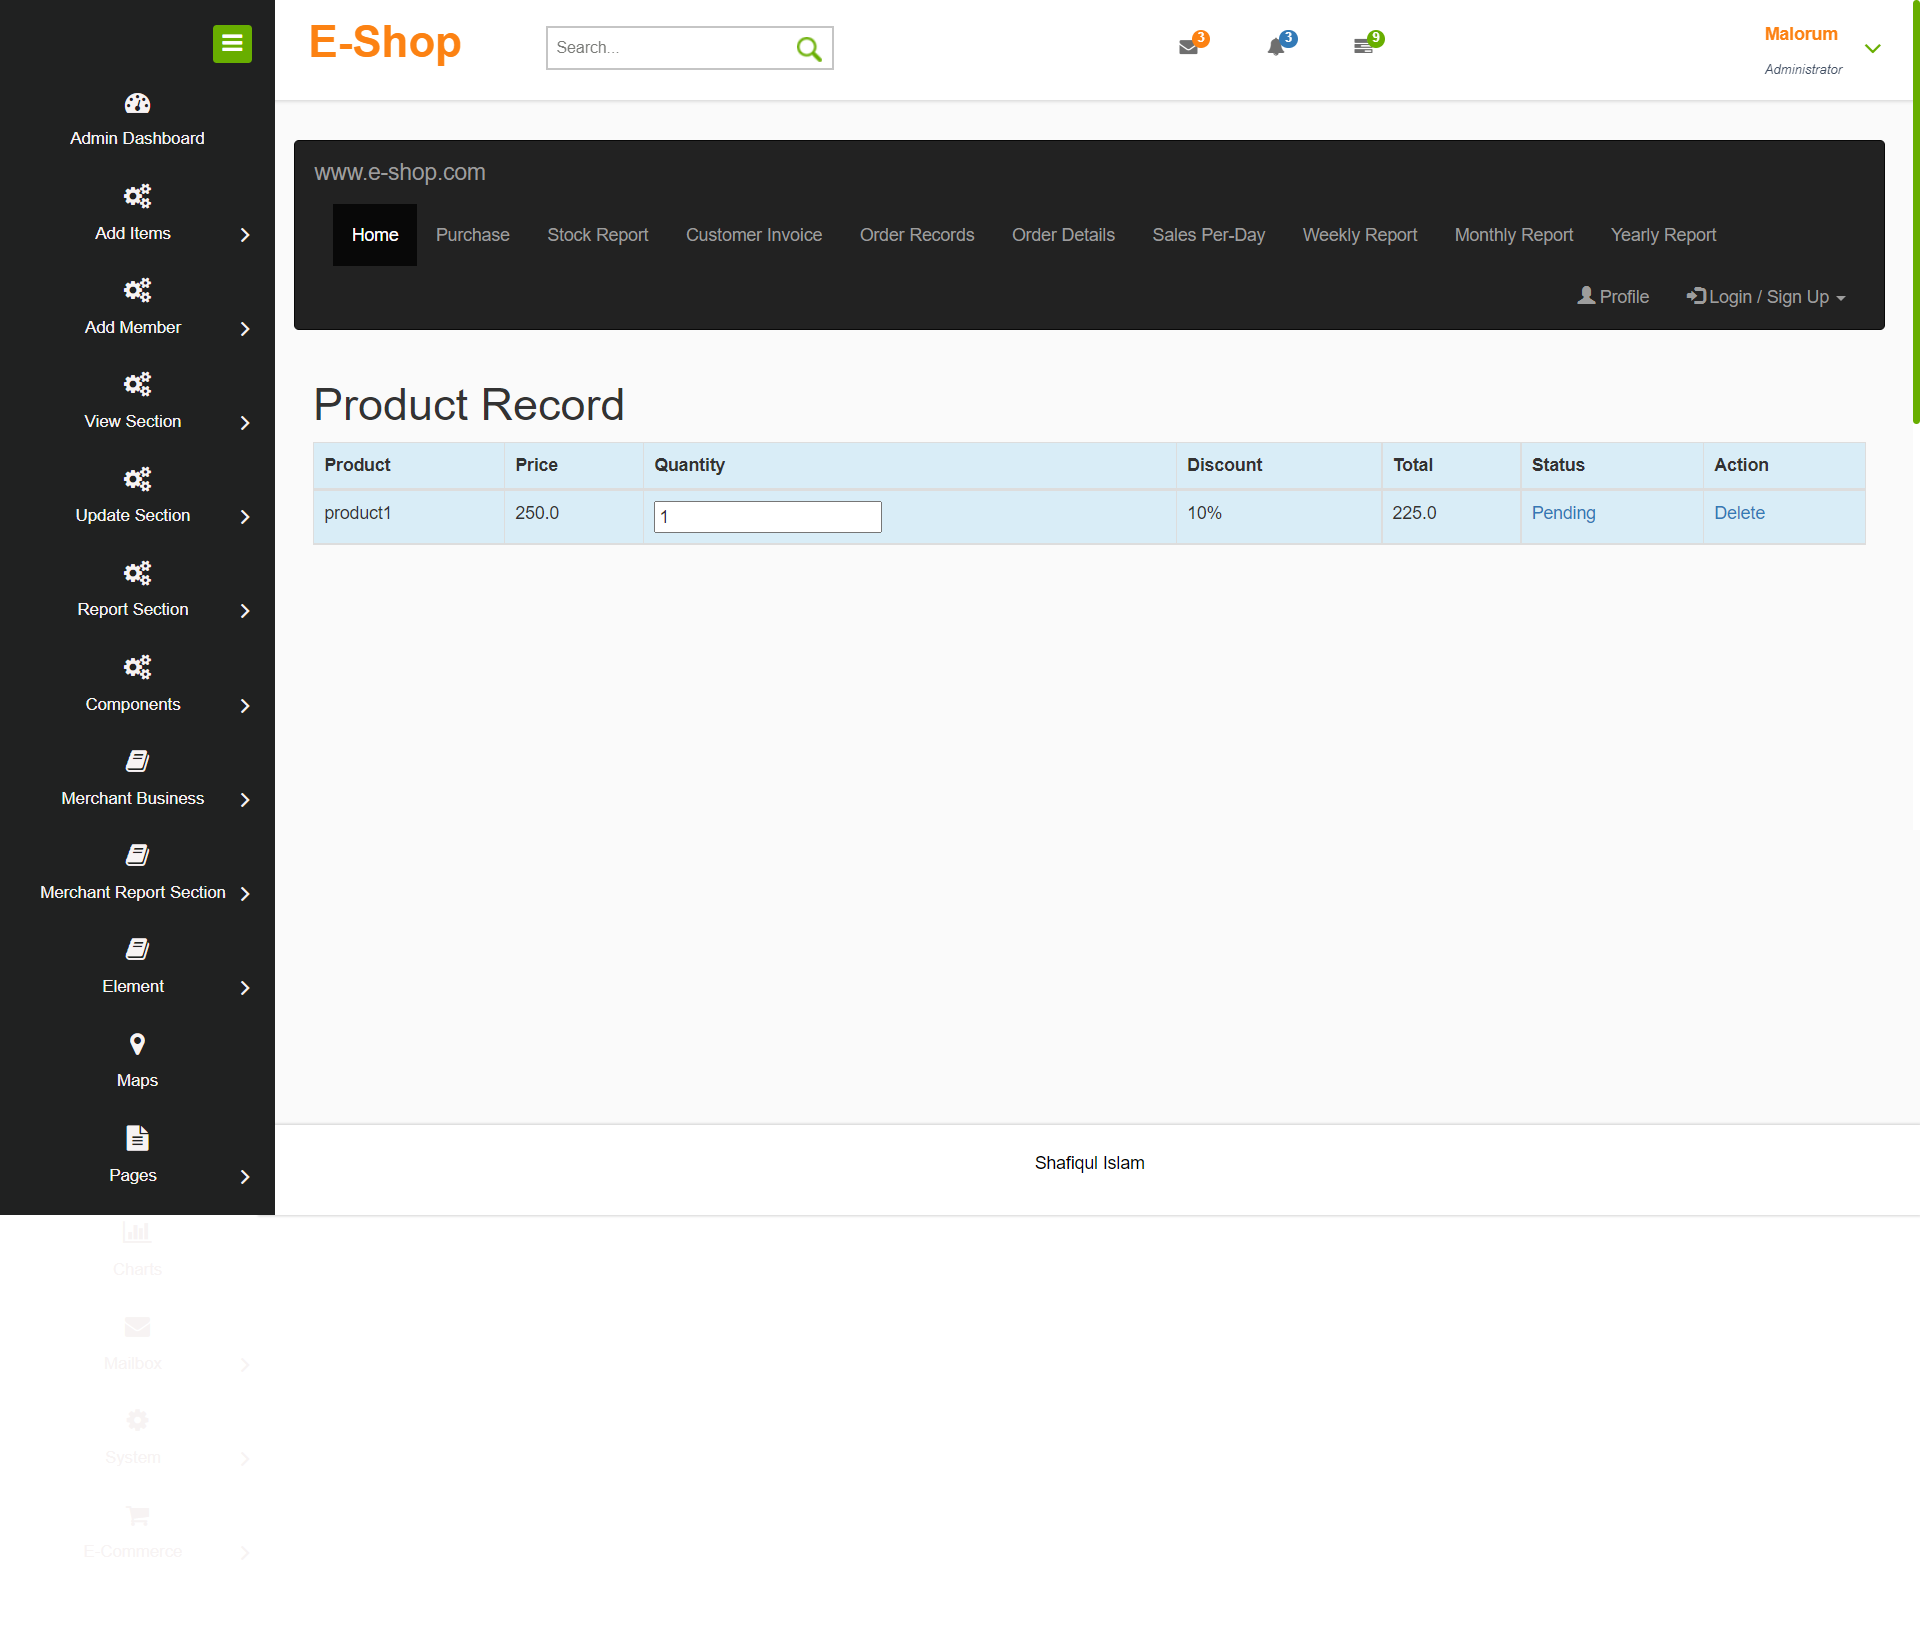 E-Shop
Search...
3
3
9
Malorum
Administrator
Admin Dashboard
Add Items
Add Member
View Section
Update Section
Report Section
Components
Merchant Business
Merchant Report Section
Element
Maps
Pages
Charts
Mailbox
System
E-Commerce
www.e-shop.com
Home Purchase Stock Report Customer Invoice Order Records Order Details Sales Per-Day Weekly Report Monthly Report Yearly Report
Profile Login / Sign Up
Product Record
Product Price Quantity Discount Total Status Action
product1 250.0 1 10% 225.0 Pending Delete
Shafiqul Islam